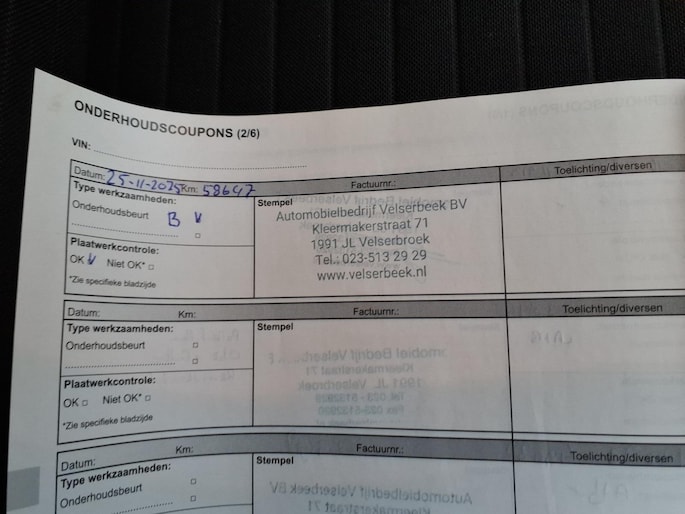 ONDERHOUDSCOUPONS (2/6)
VIN:
Datum: 25-11-2025 Km: 58647 Factuurnr.: Toelichting/diversen
Type werkzaamheden:
Onderhoudsbeurt B V
Plaatwerkcontrole:
OK V Niet OK* □
*Zie specifieke bladzijde
Stempel
Automobielbedrijf Velserbeek BV
Kleermakerstraat 71
1991 JL Velserbroek
Tel.: 023-513 29 29
www.velserbeek.nl
Datum: Km: Factuurnr.: Toelichting/diversen
Type werkzaamheden:
Onderhoudsbeurt □
□
Plaatwerkcontrole:
OK □ Niet OK* □
*Zie specifieke bladzijde
Stempel
Datum: Km: Factuurnr.: Toelichting/diversen
Type werkzaamheden:
Onderhoudsbeurt □
Stempel